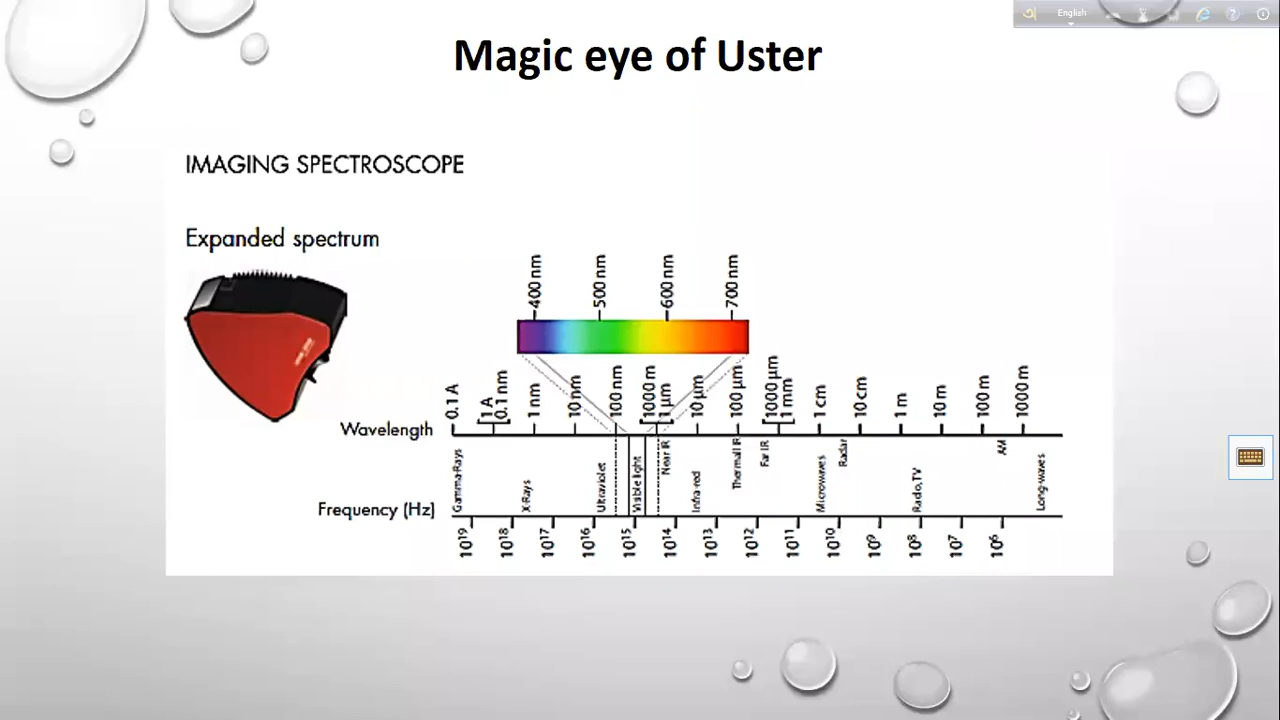 English
Magic eye of Uster
IMAGING SPECTROSCOPE
Expanded spectrum
400 nm
500 nm
600 nm
700 nm
0.1 A
1 A
0.1 nm
1 nm
10 nm
100 nm
1000 m
1 µm
10 µm
100 µm
1000 µm
1 mm
1 cm
10 cm
1 m
10 m
100 m
1000 m
Wavelength
Gamma-Rays
X-Rays
Ultraviolet
Visible light
Near IR
Infra-red
Thermall IR
Far IR
Microwaves
Radar
Radio, TV
AM
Long-waves
Frequency (Hz)
10¹⁹
10¹⁸
10¹⁷
10¹⁶
10¹⁵
10¹⁴
10¹³
10¹²
10¹¹
10¹⁰
10⁹
10⁸
10⁷
10⁶